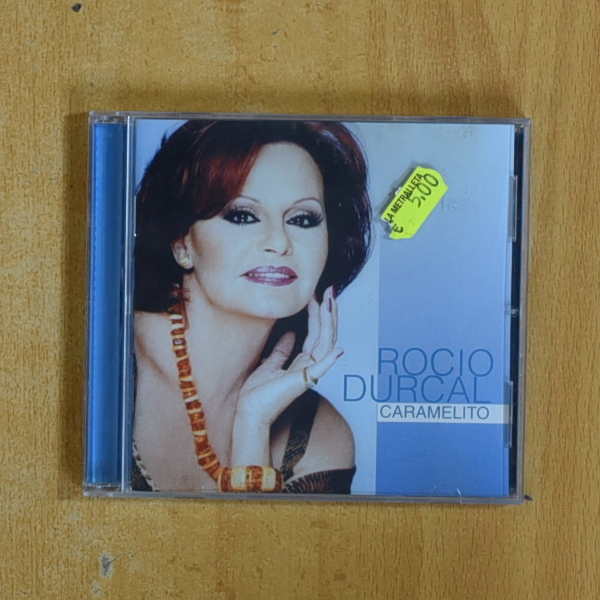 LA METRALLETA
€ 5,00
ROCIO
DURCAL
CARAMELITO